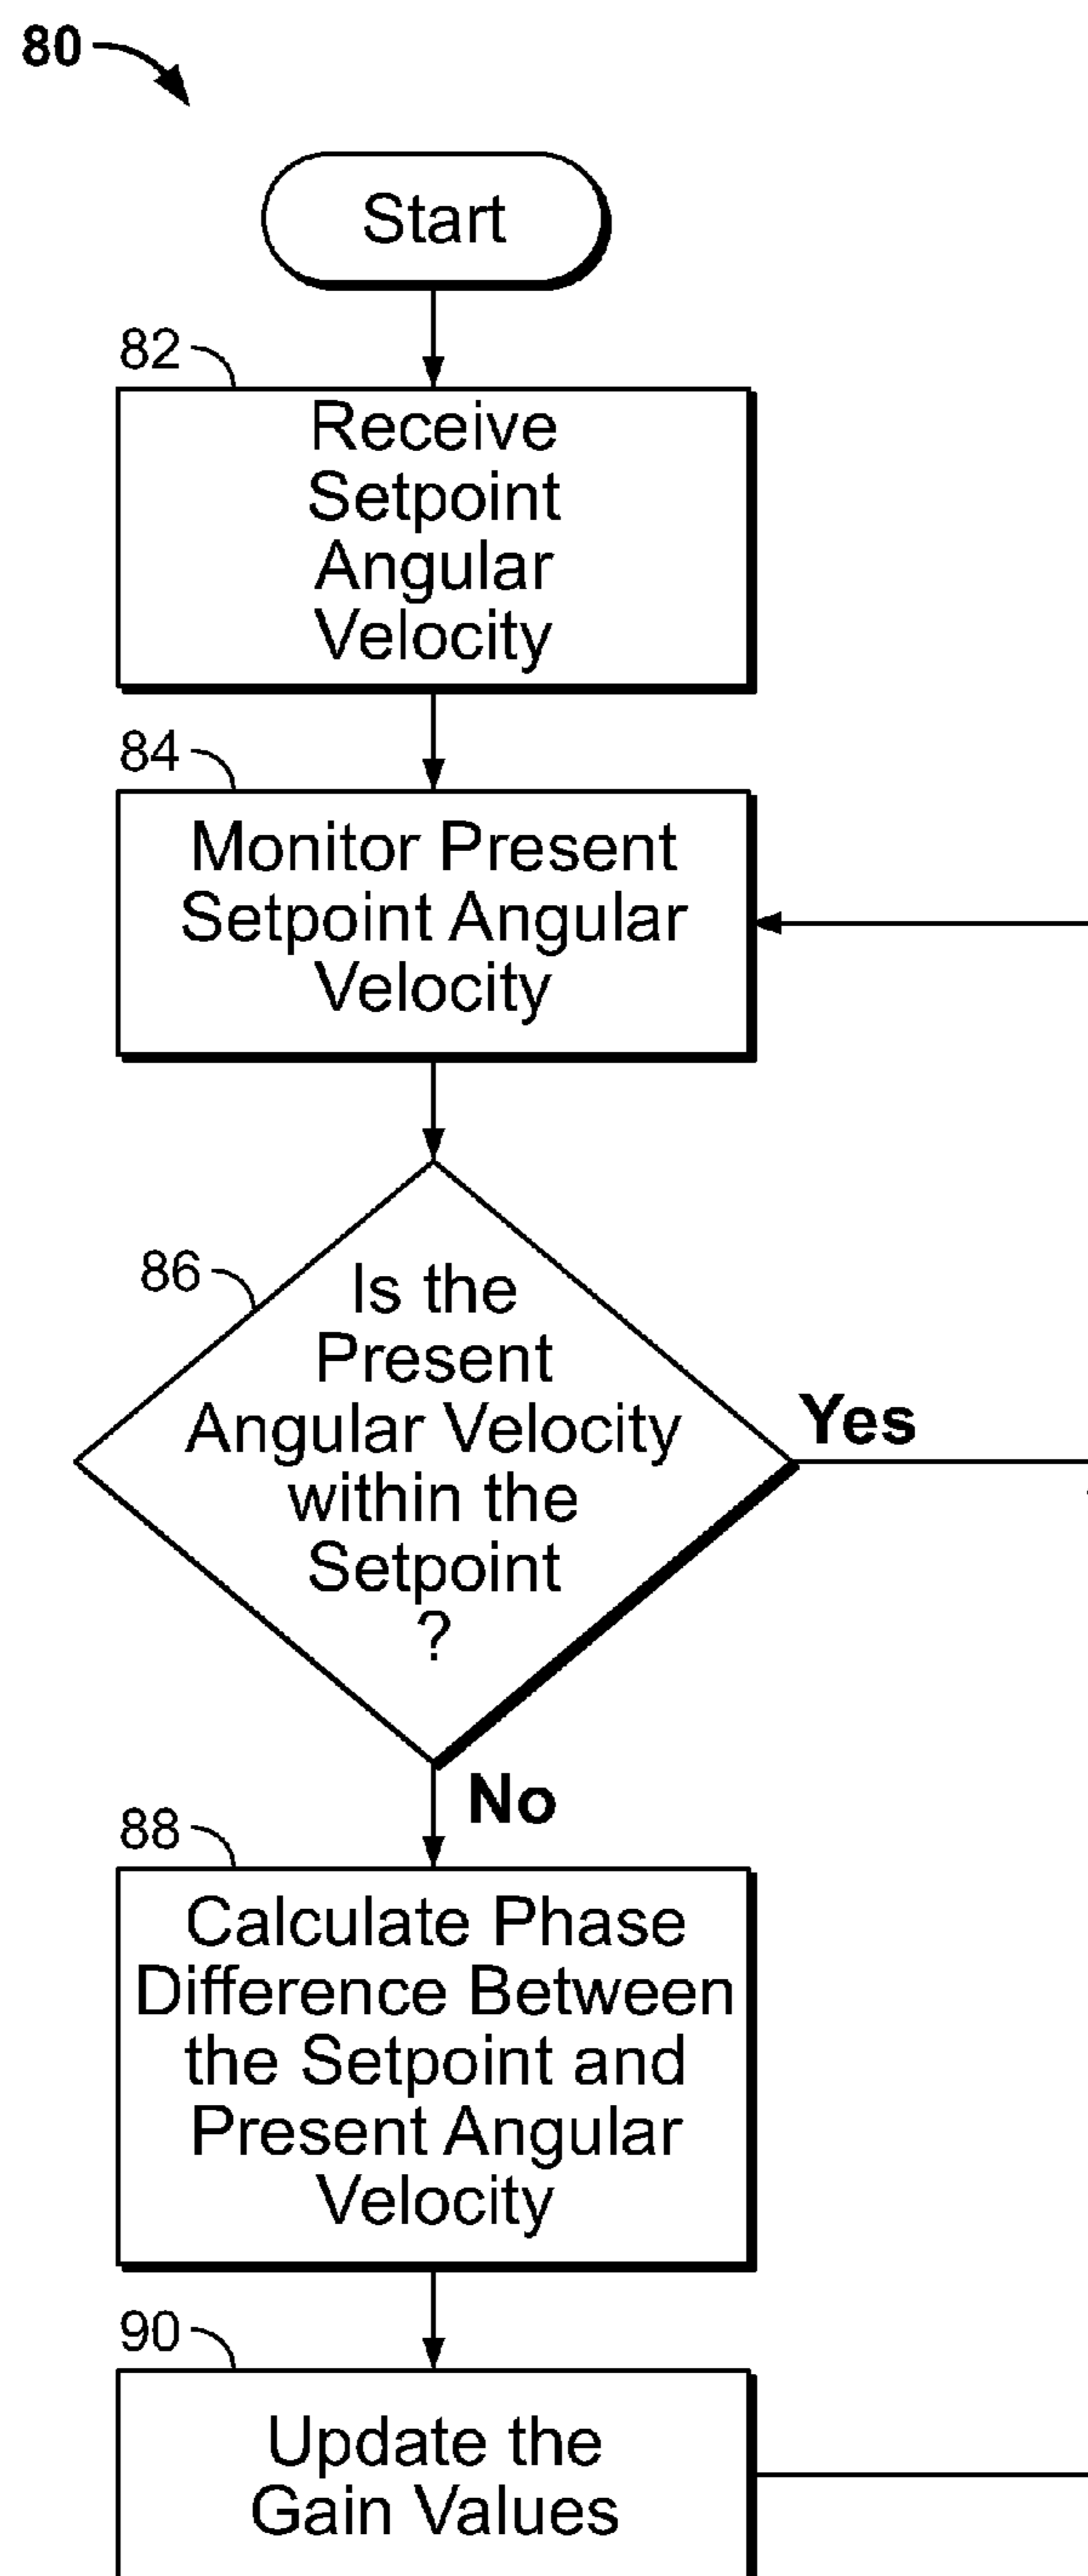 80
Start
82
Receive
Setpoint
Angular
Velocity
84
Monitor Present
Setpoint Angular
Velocity
86
Is the
Present
Angular Velocity
within the
Setpoint
?
Yes
No
88
Calculate Phase
Difference Between
the Setpoint and
Present Angular
Velocity
90
Update the
Gain Values